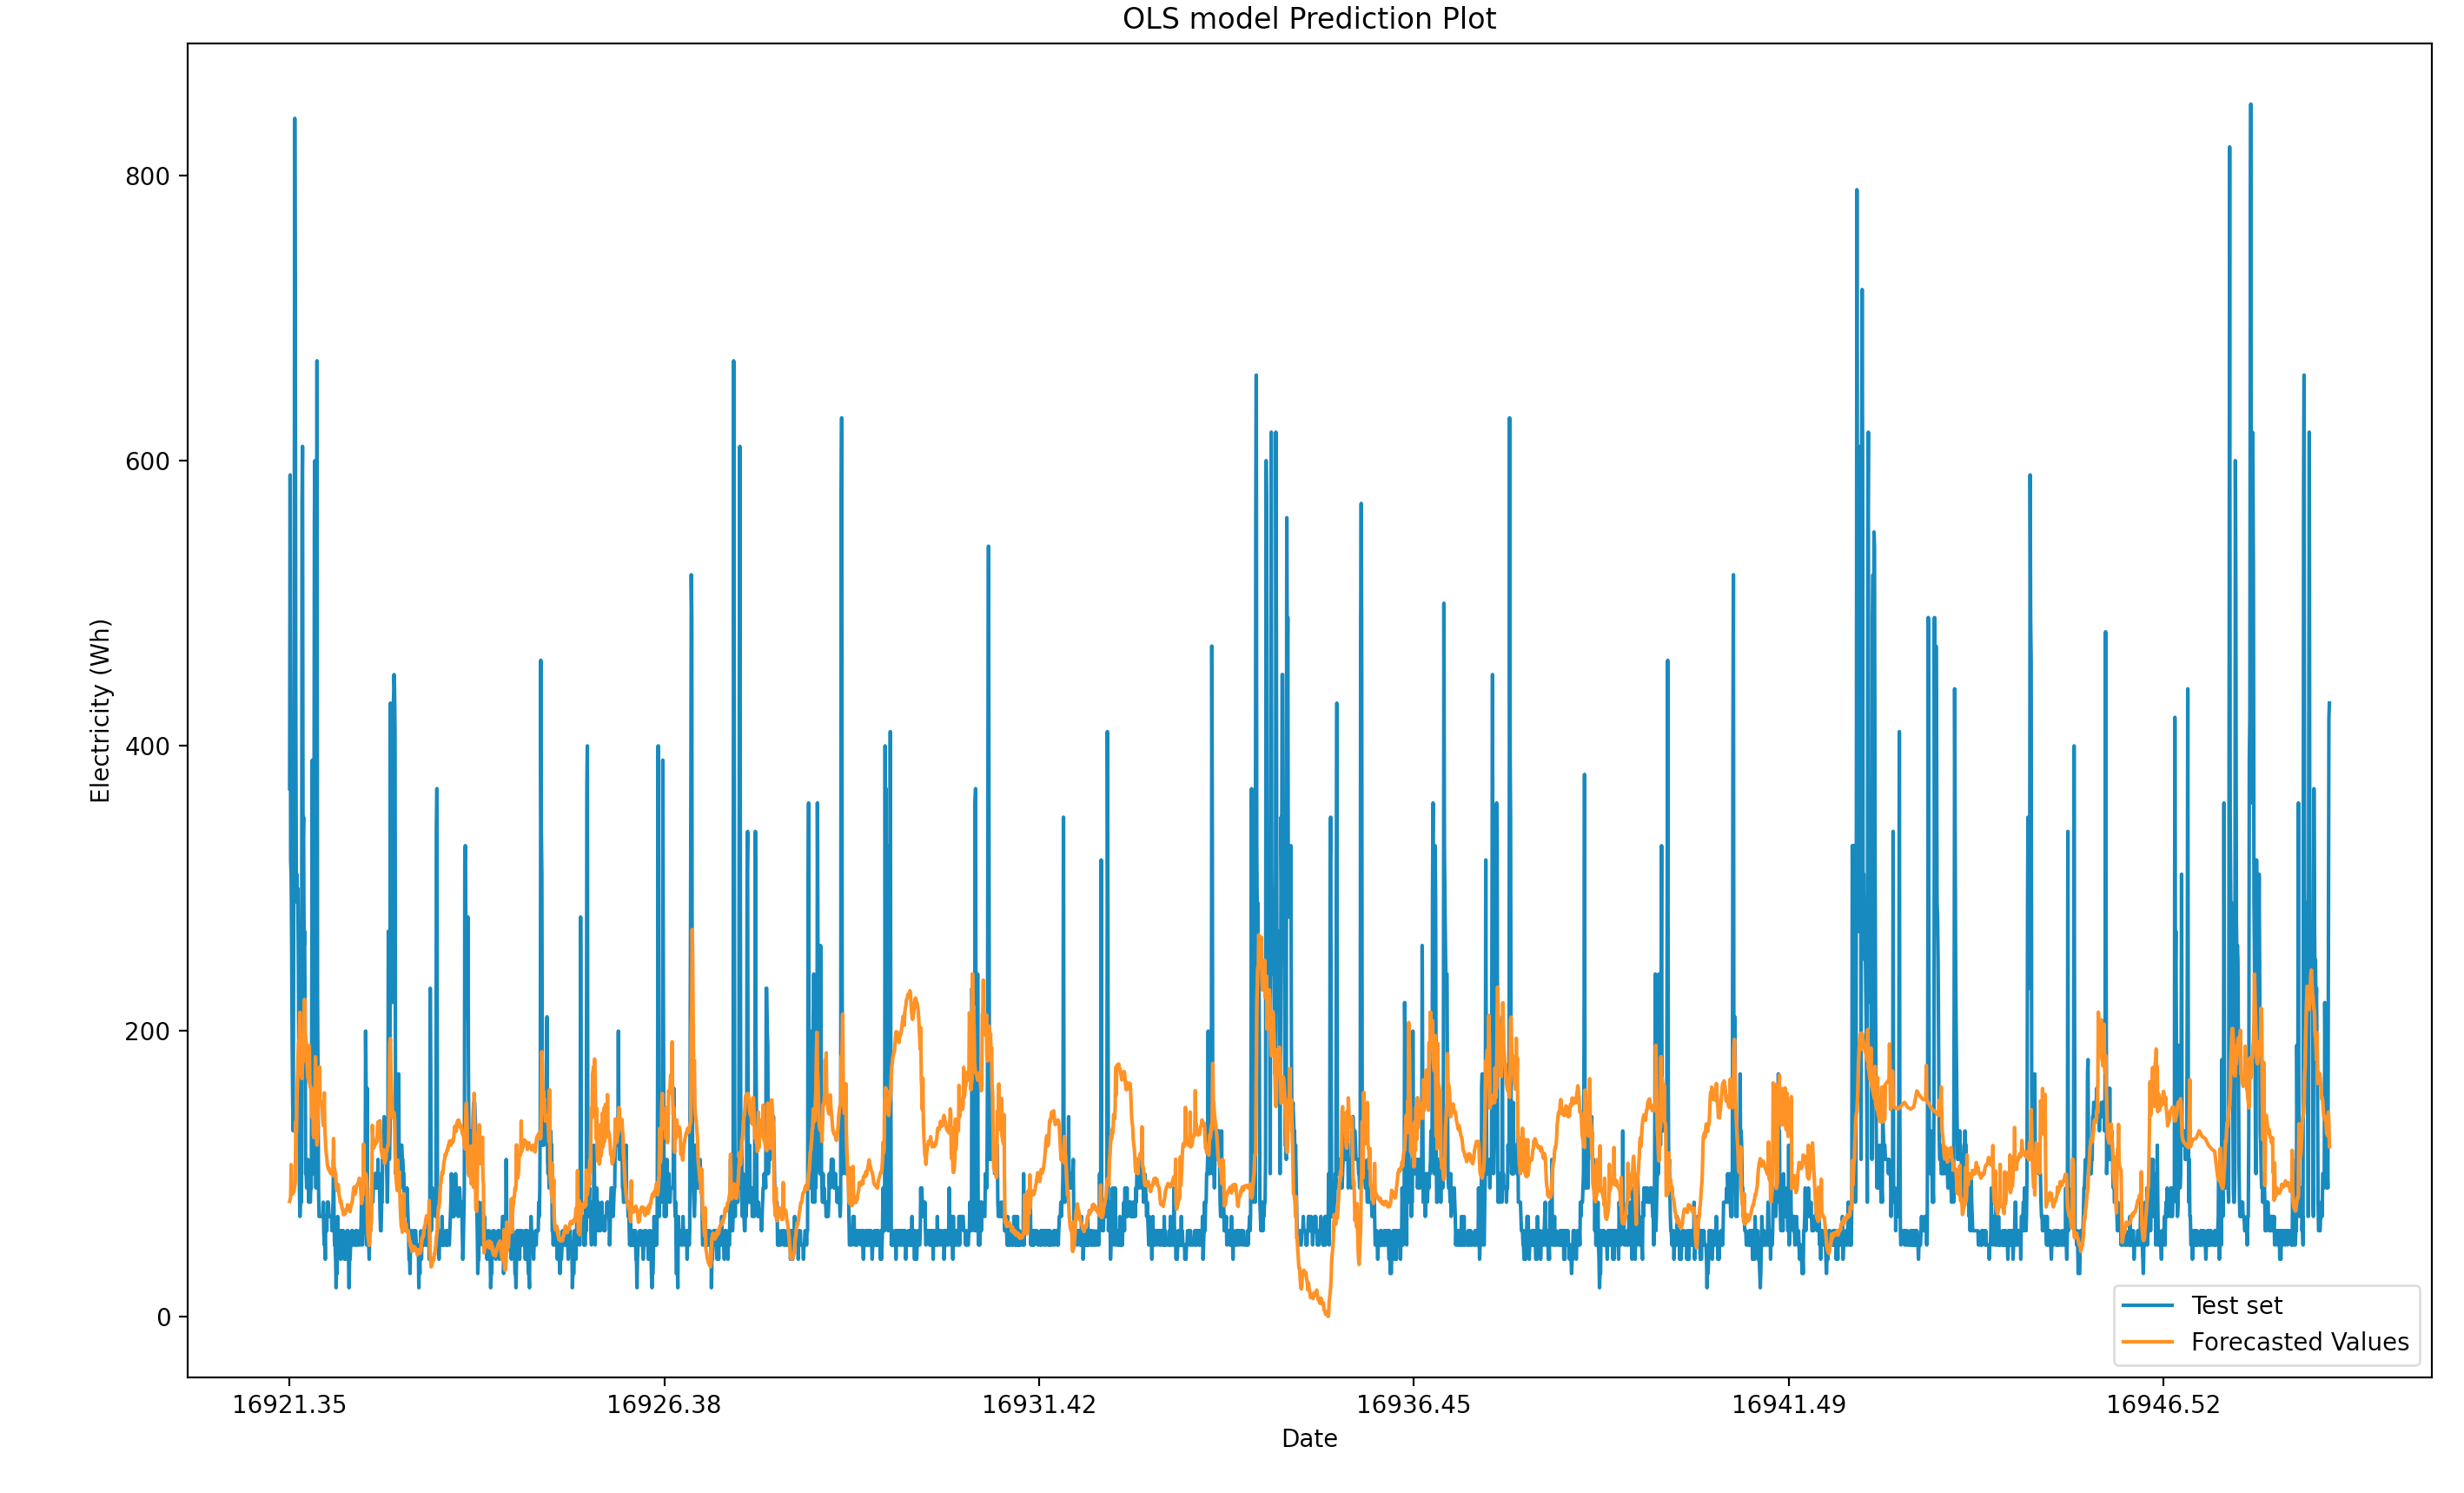 OLS model Prediction Plot
800
600
400
200
0
Electricity (Wh)
16921.35
16926.38
16931.42
16936.45
16941.49
16946.52
Date
Test set
Forecasted Values